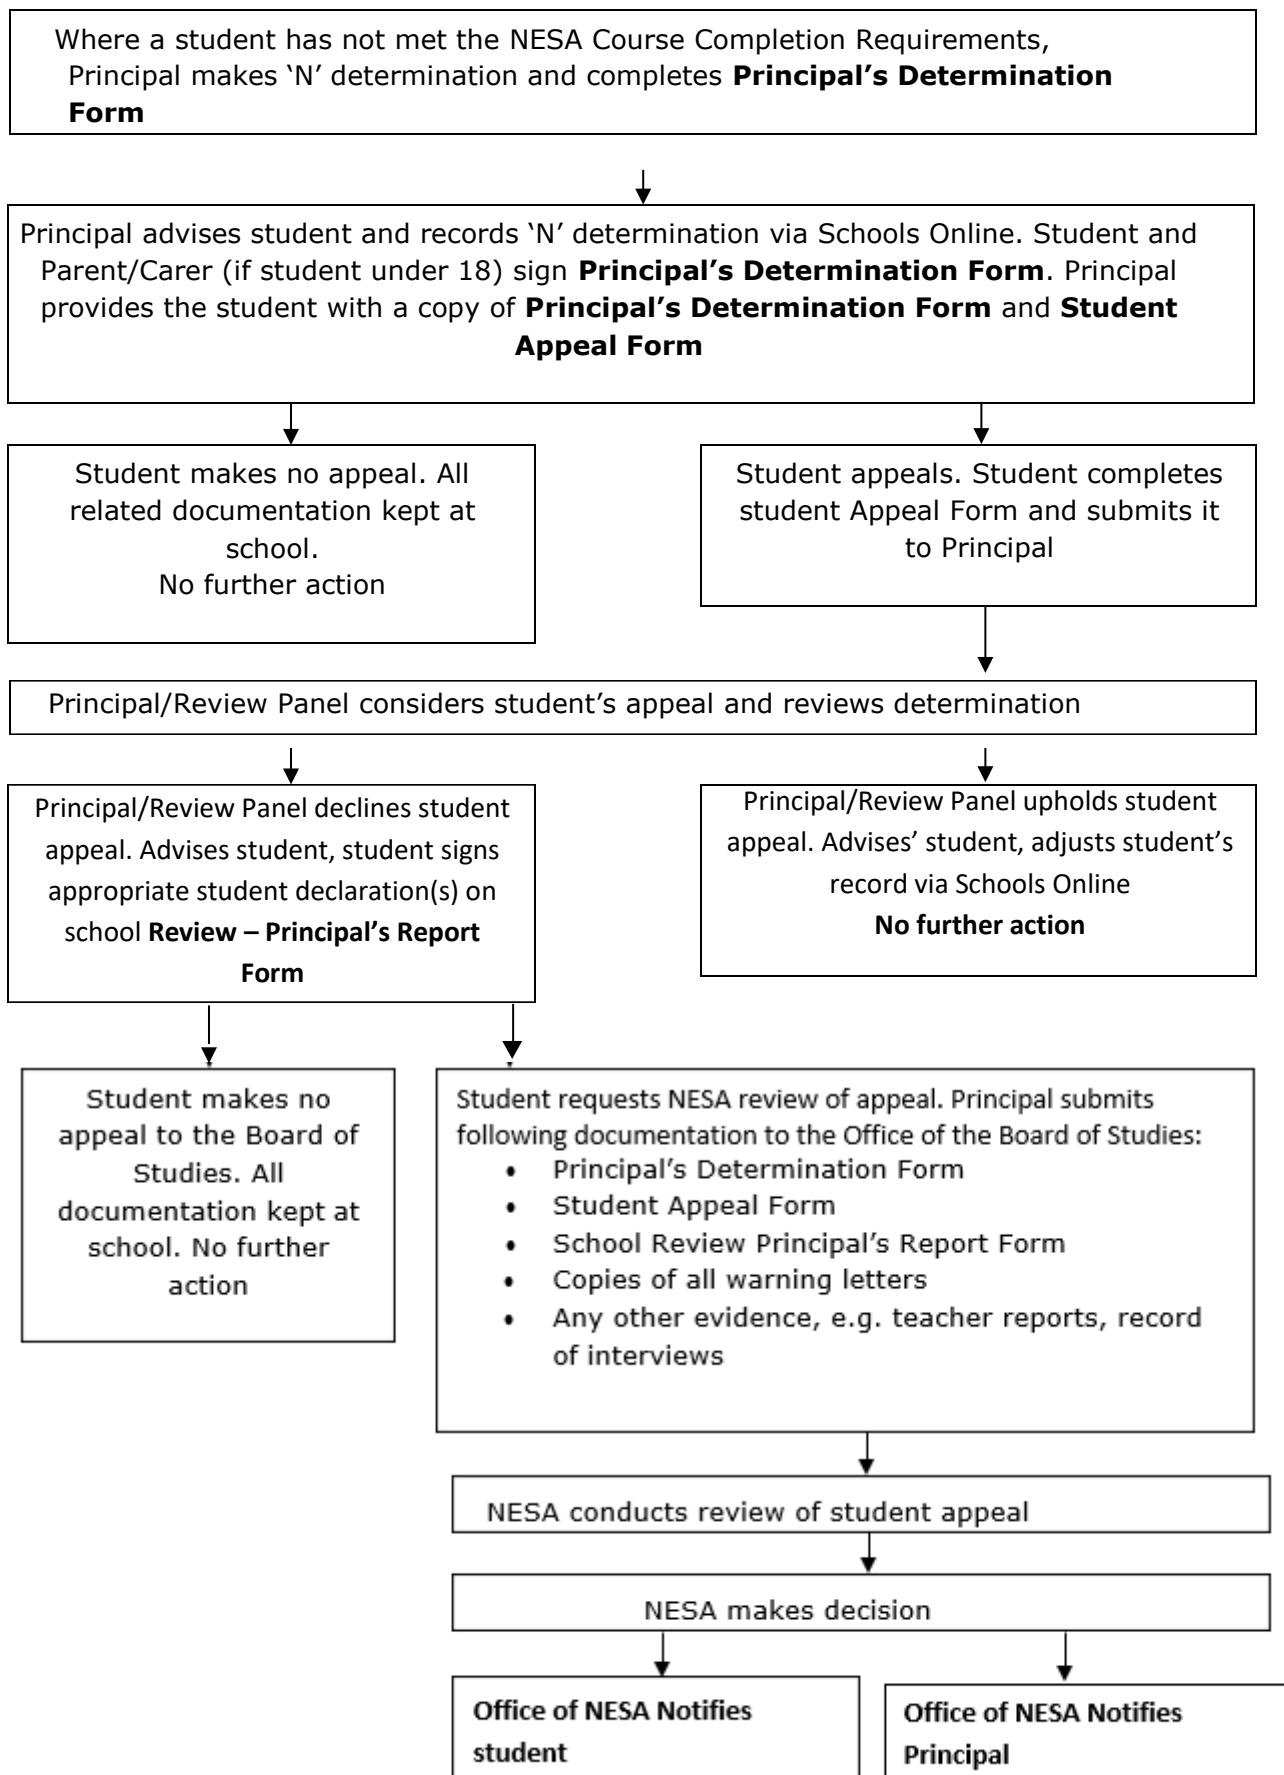 Where a student has not met the NESA Course Completion Requirements,
Principal makes ‘N’ determination and completes Principal’s Determination
Form
Principal advises student and records ‘N’ determination via Schools Online. Student and
Parent/Carer (if student under 18) sign Principal’s Determination Form. Principal
provides the student with a copy of Principal’s Determination Form and Student
Appeal Form
Student makes no appeal. All
related documentation kept at
school.
No further action
Student appeals. Student completes
student Appeal Form and submits it
to Principal
Principal/Review Panel considers student’s appeal and reviews determination
Principal/Review Panel declines student
appeal. Advises student, student signs
appropriate student declaration(s) on
school Review – Principal’s Report
Form
Principal/Review Panel upholds student
appeal. Advises’ student, adjusts student’s
record via Schools Online
No further action
Student makes no
appeal to the Board of
Studies. All
documentation kept at
school. No further
action
Student requests NESA review of appeal. Principal submits
following documentation to the Office of the Board of Studies:
• Principal’s Determination Form
• Student Appeal Form
• School Review Principal’s Report Form
• Copies of all warning letters
• Any other evidence, e.g. teacher reports, record
of interviews
NESA conducts review of student appeal
NESA makes decision
Office of NESA Notifies
student
Office of NESA Notifies
Principal